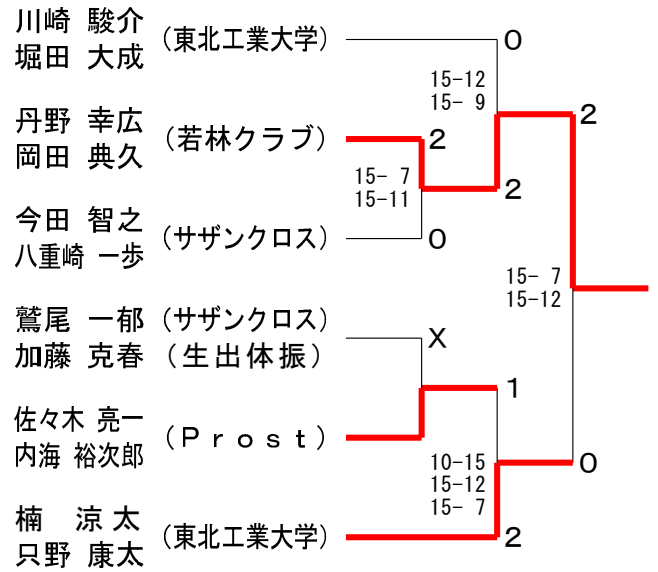 川崎 駿介
堀田 大成
(東北工業大学)
0
15-12
15- 9
2
丹野 幸広
岡田 典久
(若林クラブ)
2
15- 7
15-11
2
今田 智之
八重崎 一歩
(サザンクロス)
0
15- 7
15-12
鷲尾 一郁 (サザンクロス)
加藤 克春 (生出体振)
X
1
佐々木 亮一
内海 裕次郎
(Prost)
10-15
15-12
15- 7
0
楠 涼太
只野 康太
(東北工業大学)
2